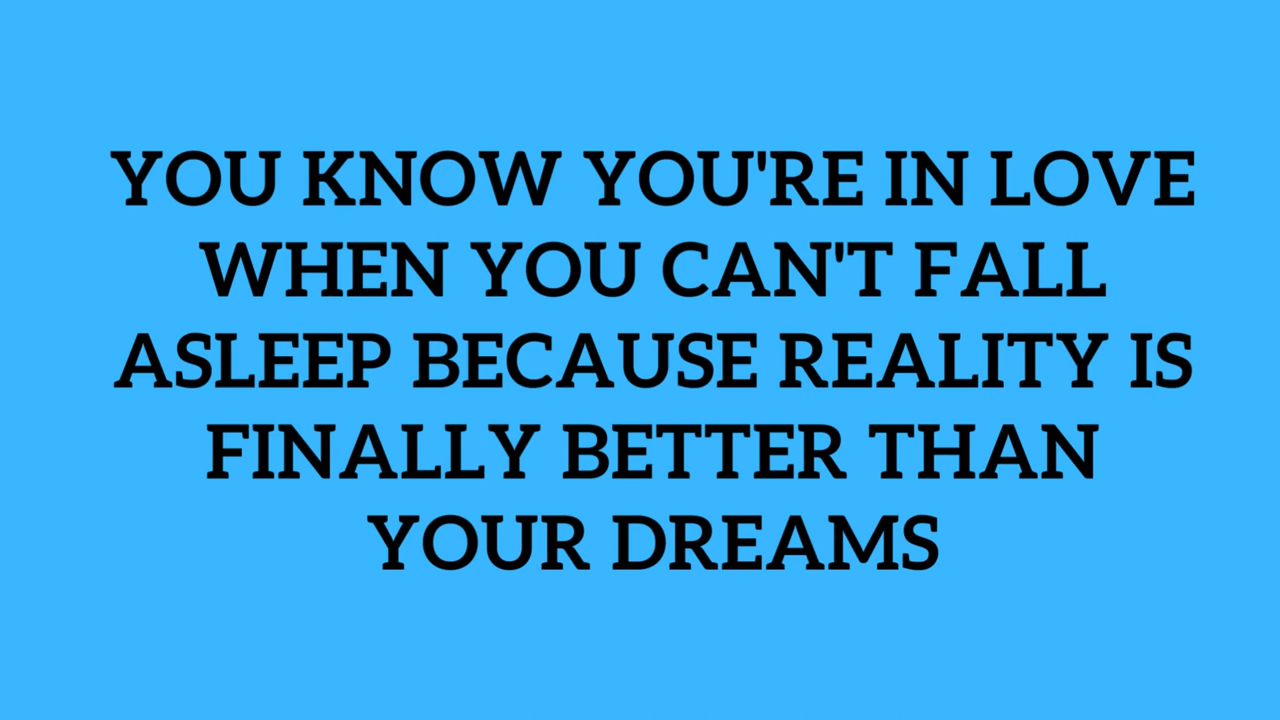 YOU KNOW YOU'RE IN LOVE
WHEN YOU CAN'T FALL
ASLEEP BECAUSE REALITY IS
FINALLY BETTER THAN
YOUR DREAMS